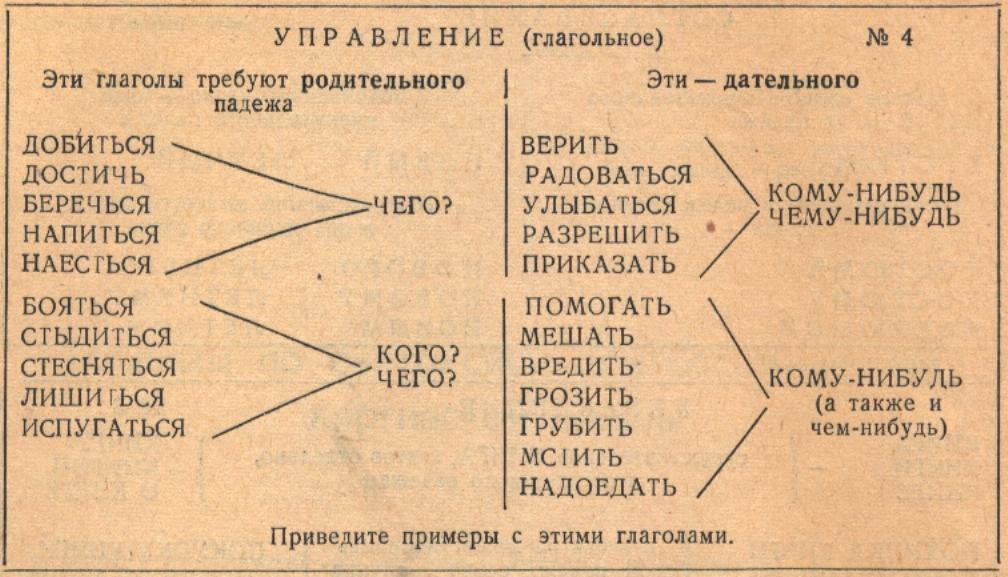 УПРАВЛЕНИЕ (глагольное) № 4
Эти глаголы требуют родительного
падежа
ДОБИТЬСЯ
ДОСТИЧЬ
БЕРЕЧЬСЯ
НАПИТЬСЯ
НАЕСТЬСЯ
ЧЕГО?
БОЯТЬСЯ
СТЫДИТЬСЯ
СТЕСНЯТЬСЯ
ЛИШИТЬСЯ
ИСПУГАТЬСЯ
КОГО?
ЧЕГО?
Эти — дательного
ВЕРИТЬ
РАДОВАТЬСЯ
УЛЫБАТЬСЯ
РАЗРЕШИТЬ
ПРИКАЗАТЬ
КОМУ-НИБУДЬ
ЧЕМУ-НИБУДЬ
ПОМОГАТЬ
МЕШАТЬ
ВРЕДИТЬ
ГРОЗИТЬ
ГРУБИТЬ
МСТИТЬ
НАДОЕДАТЬ
КОМУ-НИБУДЬ
(а также и
чем-нибудь)
Приведите примеры с этими глаголами.